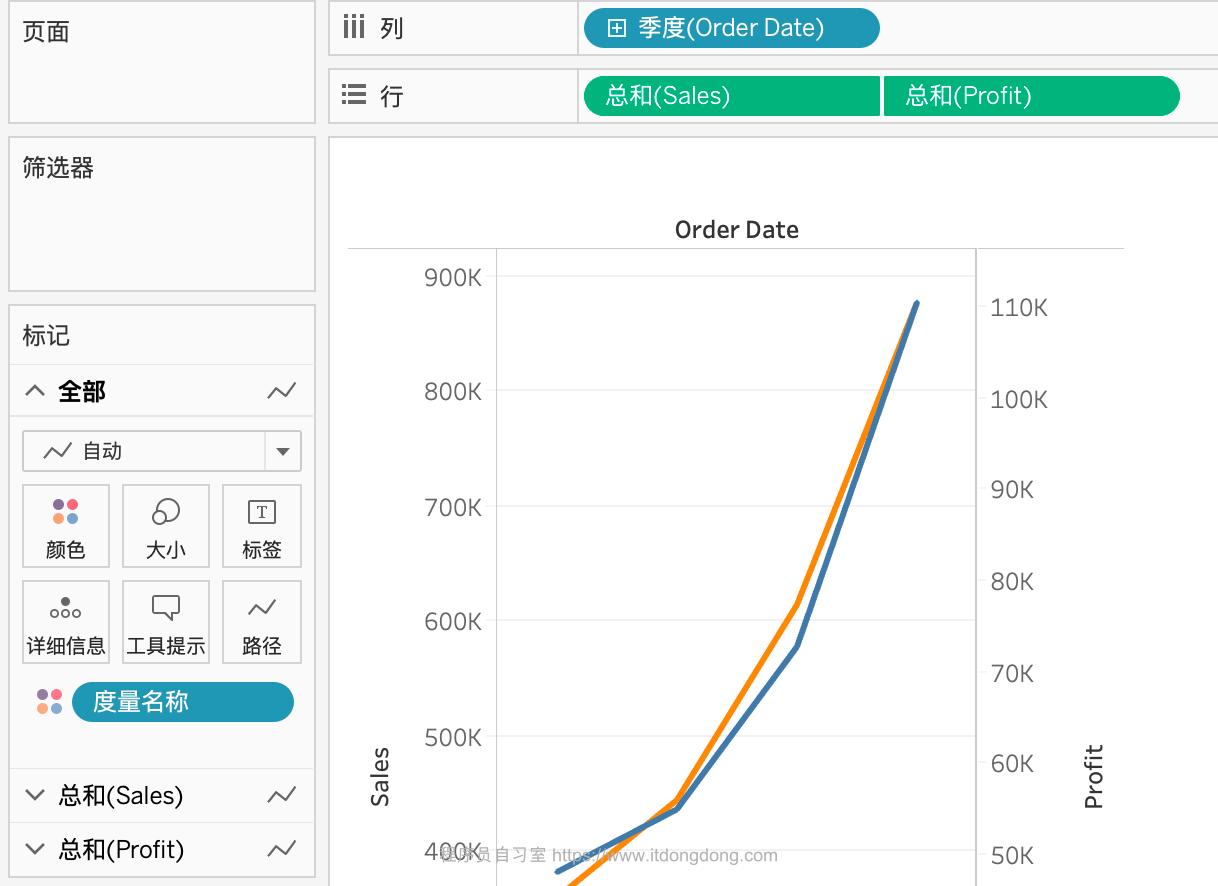 页面
列
季度(Order Date)
行
总和(Sales)
总和(Profit)
筛选器
标记
全部
自动
颜色
大小
标签
详细信息
工具提示
路径
度量名称
总和(Sales)
总和(Profit)
Order Date
900K
800K
700K
600K
500K
400K
Sales
110K
100K
90K
80K
70K
60K
50K
Profit
程序员自习室 https://www.itdongdong.com